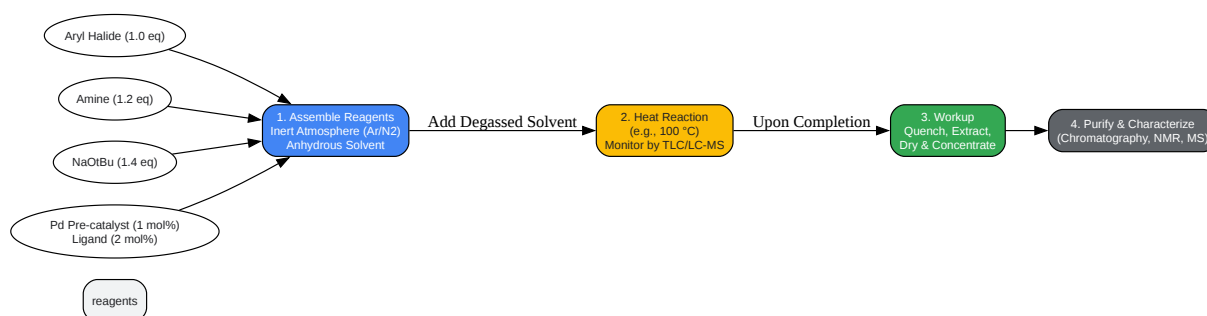 Aryl Halide (1.0 eq)
Amine (1.2 eq)
NaOtBu (1.4 eq)
Pd Pre-catalyst (1 mol%)
Ligand (2 mol%)
reagents
1. Assemble Reagents
Inert Atmosphere (Ar/N2)
Anhydrous Solvent
Add Degassed Solvent
2. Heat Reaction
(e.g., 100 °C)
Monitor by TLC/LC-MS
Upon Completion
3. Workup
Quench, Extract,
Dry & Concentrate
4. Purify & Characterize
(Chromatography, NMR, MS)